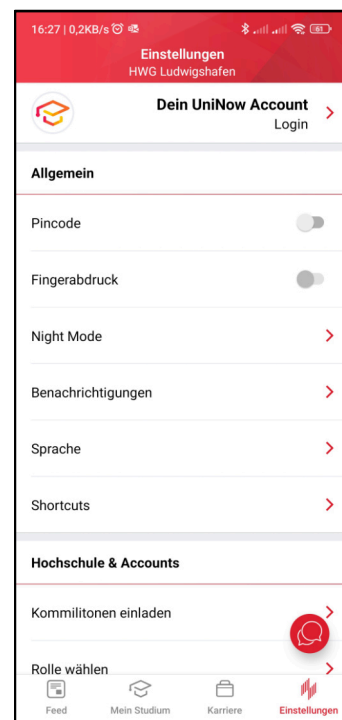 16:27 | 0,2KB/s
61
Einstellungen
HWG Ludwigshafen
Dein UniNow Account
Login
Allgemein
Pincode
Fingerabdruck
Night Mode
Benachrichtigungen
Sprache
Shortcuts
Hochschule & Accounts
Kommilitonen einladen
Rolle wählen
Feed Mein Studium Karriere Einstellungen